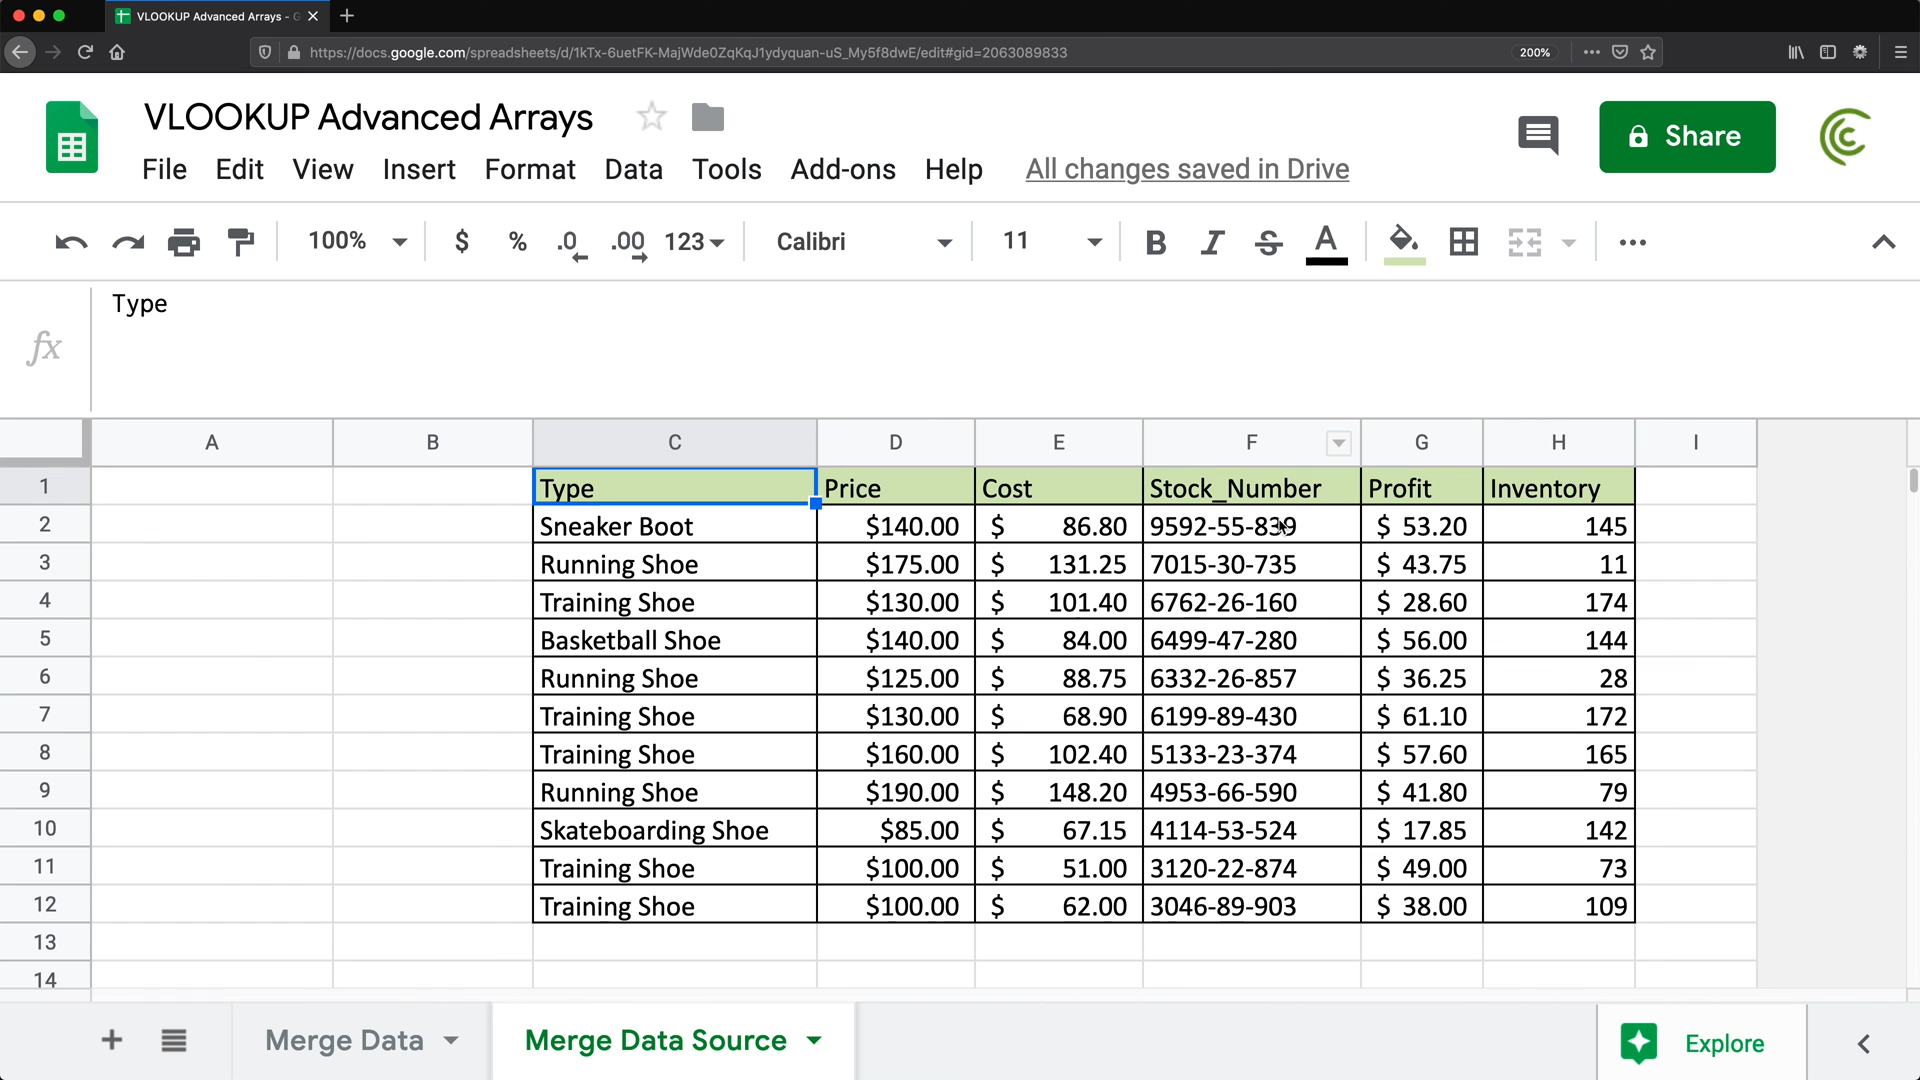 VLOOKUP Advanced Arrays - G
https://docs.google.com/spreadsheets/d/1kTx-6uetFK-MajWde0ZqKqJ1ydyquan-uS_My5f8dwE/edit#gid=2063089833 200%
VLOOKUP Advanced Arrays
Share
File Edit View Insert Format Data Tools Add-ons Help All changes saved in Drive
100% $ % .0 .00 123 Calibri 11 B I S A
fx Type
A B C D E F G H I
1 Type Price Cost Stock_Number Profit Inventory
2 Sneaker Boot $140.00 $ 86.80 9592-55-839 $ 53.20 145
3 Running Shoe $175.00 $ 131.25 7015-30-735 $ 43.75 11
4 Training Shoe $130.00 $ 101.40 6762-26-160 $ 28.60 174
5 Basketball Shoe $140.00 $ 84.00 6499-47-280 $ 56.00 144
6 Running Shoe $125.00 $ 88.75 6332-26-857 $ 36.25 28
7 Training Shoe $130.00 $ 68.90 6199-89-430 $ 61.10 172
8 Training Shoe $160.00 $ 102.40 5133-23-374 $ 57.60 165
9 Running Shoe $190.00 $ 148.20 4953-66-590 $ 41.80 79
10 Skateboarding Shoe $85.00 $ 67.15 4114-53-524 $ 17.85 142
11 Training Shoe $100.00 $ 51.00 3120-22-874 $ 49.00 73
12 Training Shoe $100.00 $ 62.00 3046-89-903 $ 38.00 109
13
14
Merge Data Merge Data Source Explore